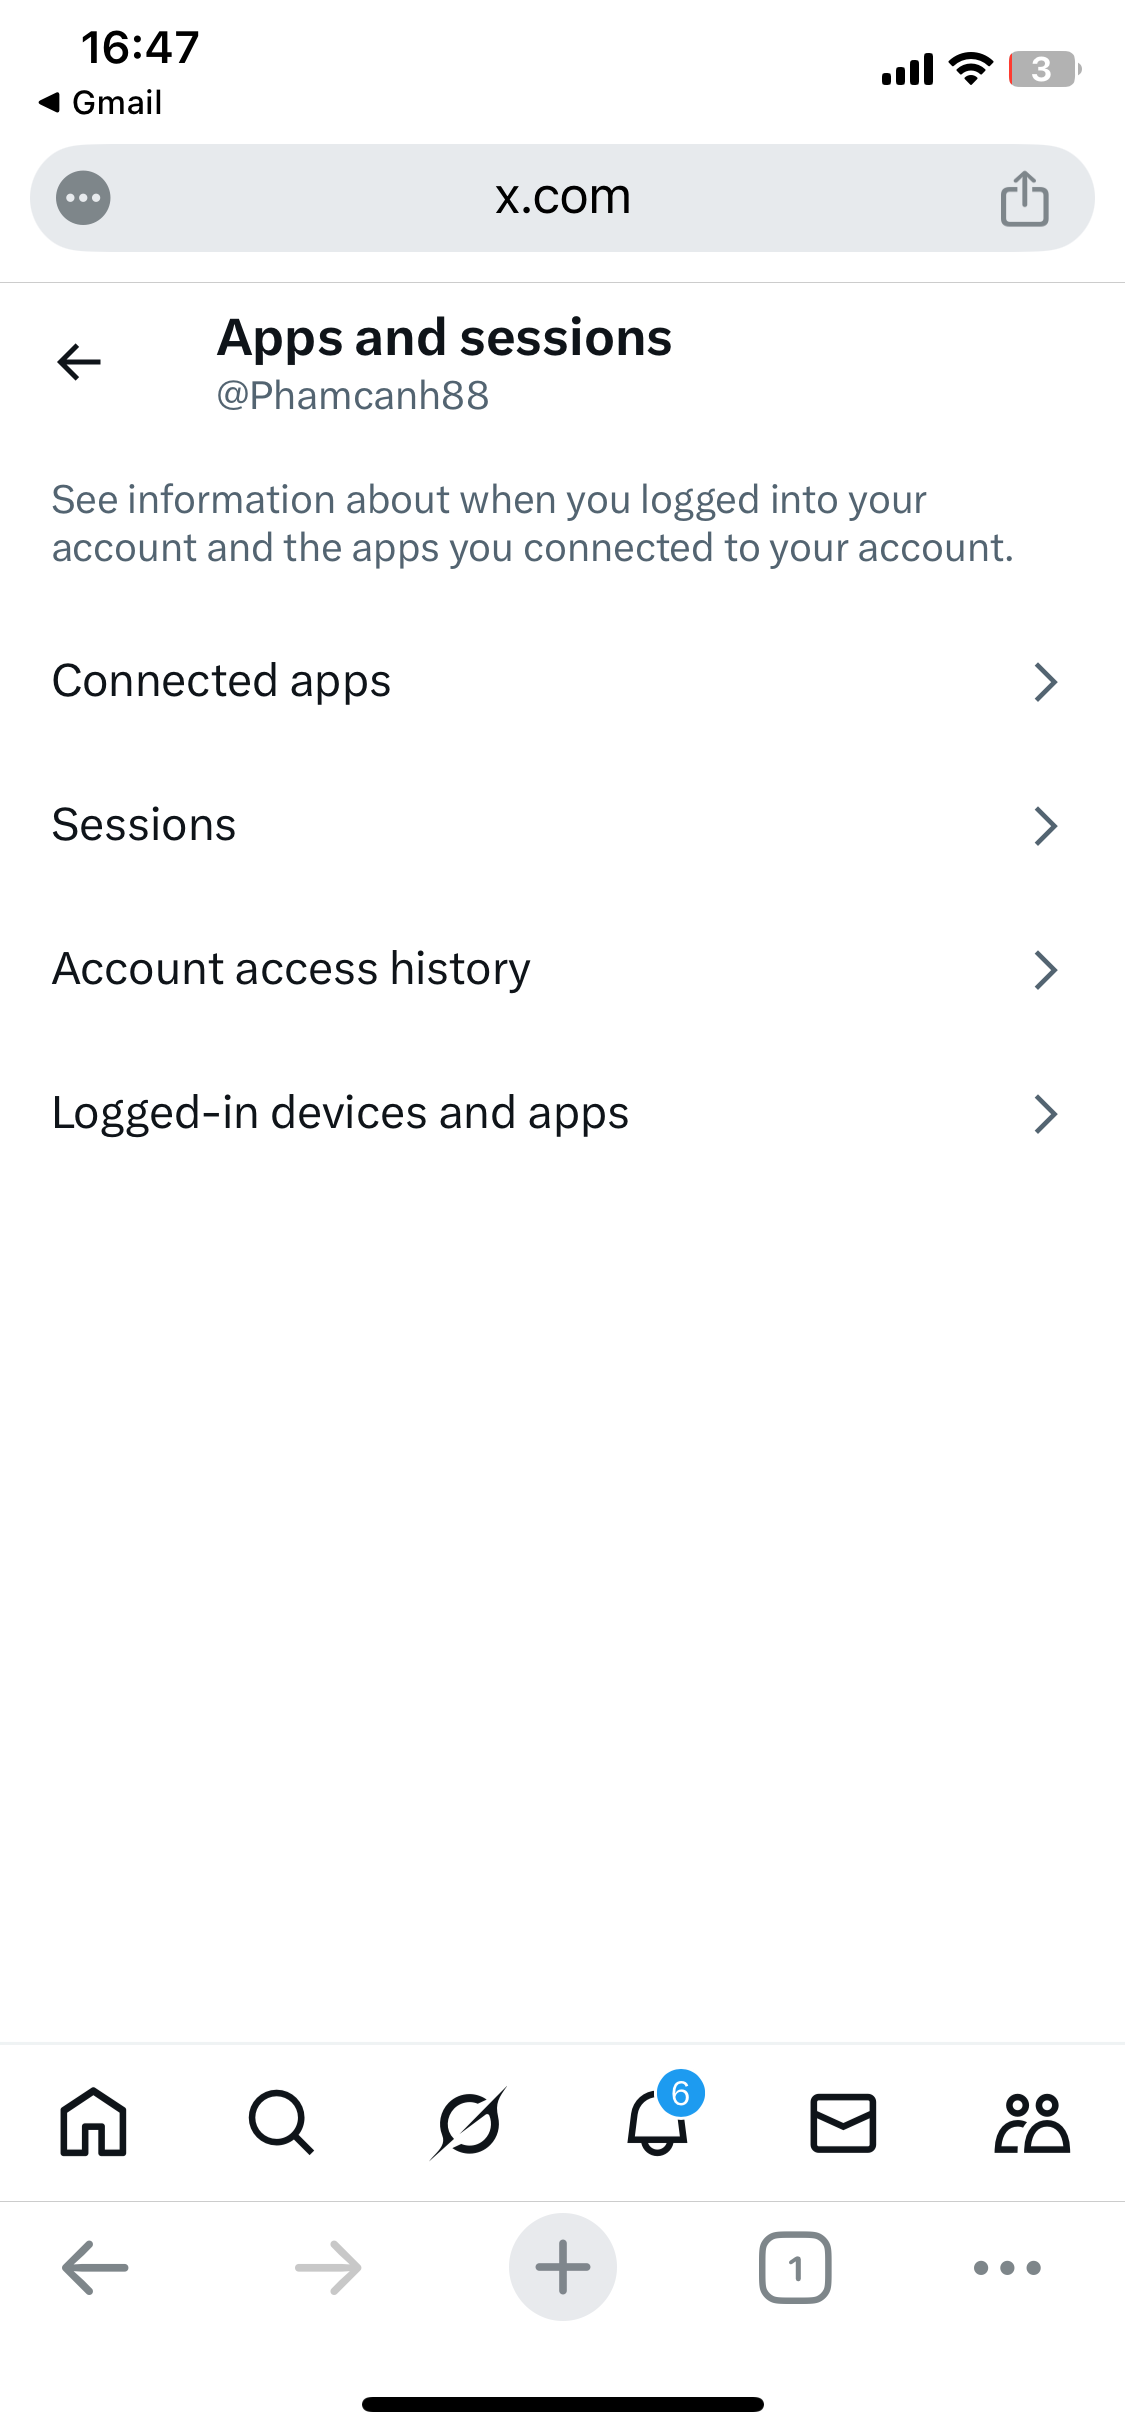 16:47
Gmail
3
x.com
Apps and sessions
@Phamcanh88
See information about when you logged into your
account and the apps you connected to your account.
Connected apps
Sessions
Account access history
Logged-in devices and apps
6
1